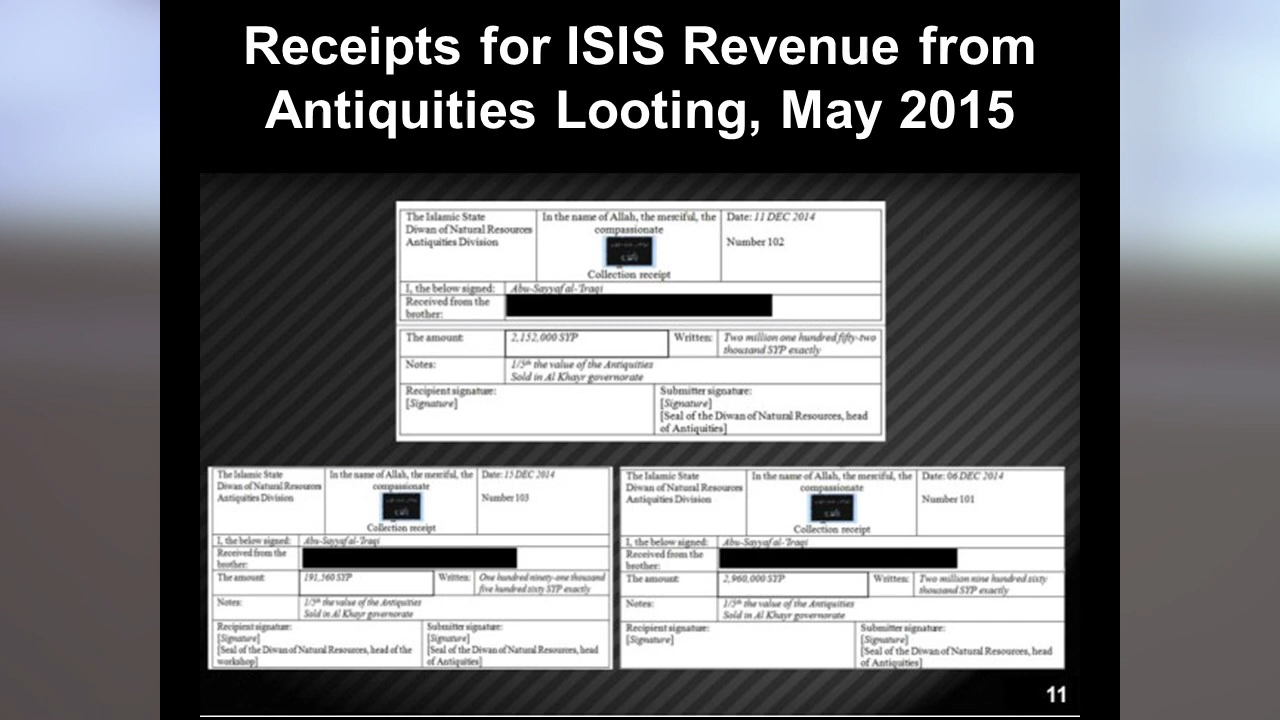 Receipts for ISIS Revenue from
Antiquities Looting, May 2015
The Islamic State
Diwan of Natural Resources
Antiquities Division
In the name of Allah, the merciful, the
compassionate
Collection receipt
Date: 11 DEC 2014
Number 102
I, the below signed: Abu-Sayyaf al-Iraqi
Received from the
brother:
The amount: 2,152,000 SYP
Written: Two million one hundred fifty-two
thousand SYP exactly
Notes: 1/5th the value of the Antiquities
Sold in Al Khayr governorate
Recipient signature:
[Signature]
Submitter signature:
[Signature]
[Seal of the Diwan of Natural Resources, head
of Antiquities]
The Islamic State
Diwan of Natural Resources
Antiquities Division
In the name of Allah, the merciful, the
compassionate
Collection receipt
Date: 15 DEC 2014
Number 103
I, the below signed: Abu-Sayyaf al-Iraqi
Received from the
brother:
The amount: 191,560 SYP
Written: One hundred ninety-one thousand
five hundred sixty SYP exactly
Notes: 1/5th the value of the Antiquities
Sold in Al Khayr governorate
Recipient signature:
[Signature]
[Seal of the Diwan of Natural Resources, head of the
workshop]
Submitter signature:
[Signature]
[Seal of the Diwan of Natural Resources, head
of Antiquities]
The Islamic State
Diwan of Natural Resources
Antiquities Division
In the name of Allah, the merciful, the
compassionate
Collection receipt
Date: 06 DEC 2014
Number 101
I, the below signed: Abu-Sayyaf al-Iraqi
Received from the
brother:
The amount: 2,960,000 SYP
Written: Two million nine hundred sixty
thousand SYP exactly
Notes: 1/5th the value of the Antiquities
Sold in Al Khayr governorate
Recipient signature:
[Signature]
Submitter signature:
[Signature]
[Seal of the Diwan of Natural Resources, head
of Antiquities]
11